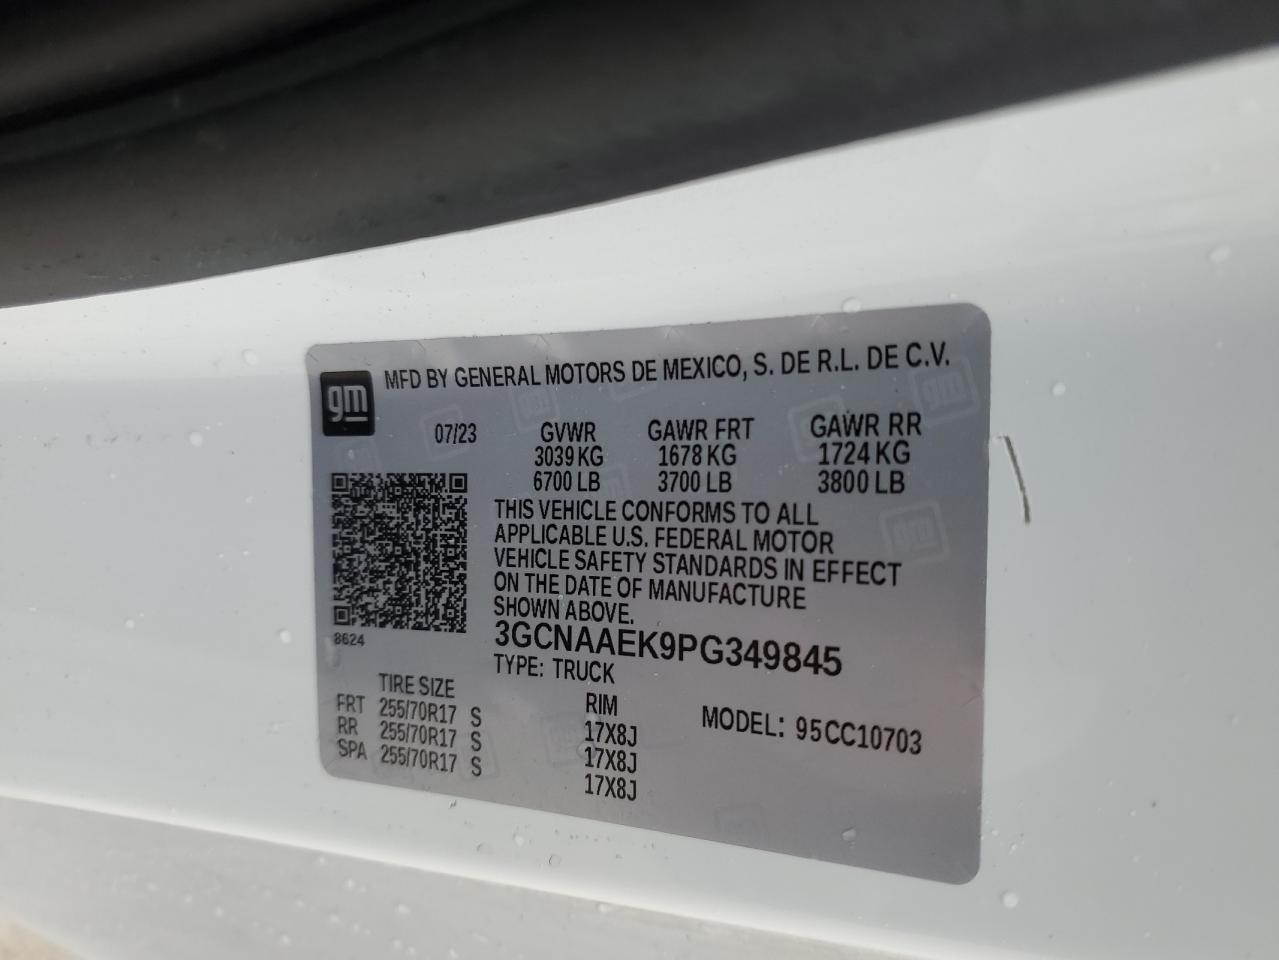 gm
MFD BY GENERAL MOTORS DE MEXICO, S. DE R.L. DE C.V.
07/23 GVWR GAWR FRT GAWR RR
3039 KG 1678 KG 1724 KG
6700 LB 3700 LB 3800 LB
THIS VEHICLE CONFORMS TO ALL
APPLICABLE U.S. FEDERAL MOTOR
VEHICLE SAFETY STANDARDS IN EFFECT
ON THE DATE OF MANUFACTURE
SHOWN ABOVE.
8624
3GCNAAEK9PG349845
TYPE: TRUCK
TIRE SIZE RIM MODEL: 95CC10703
FRT 255/70R17 S 17X8J
RR 255/70R17 S 17X8J
SPA 255/70R17 S 17X8J